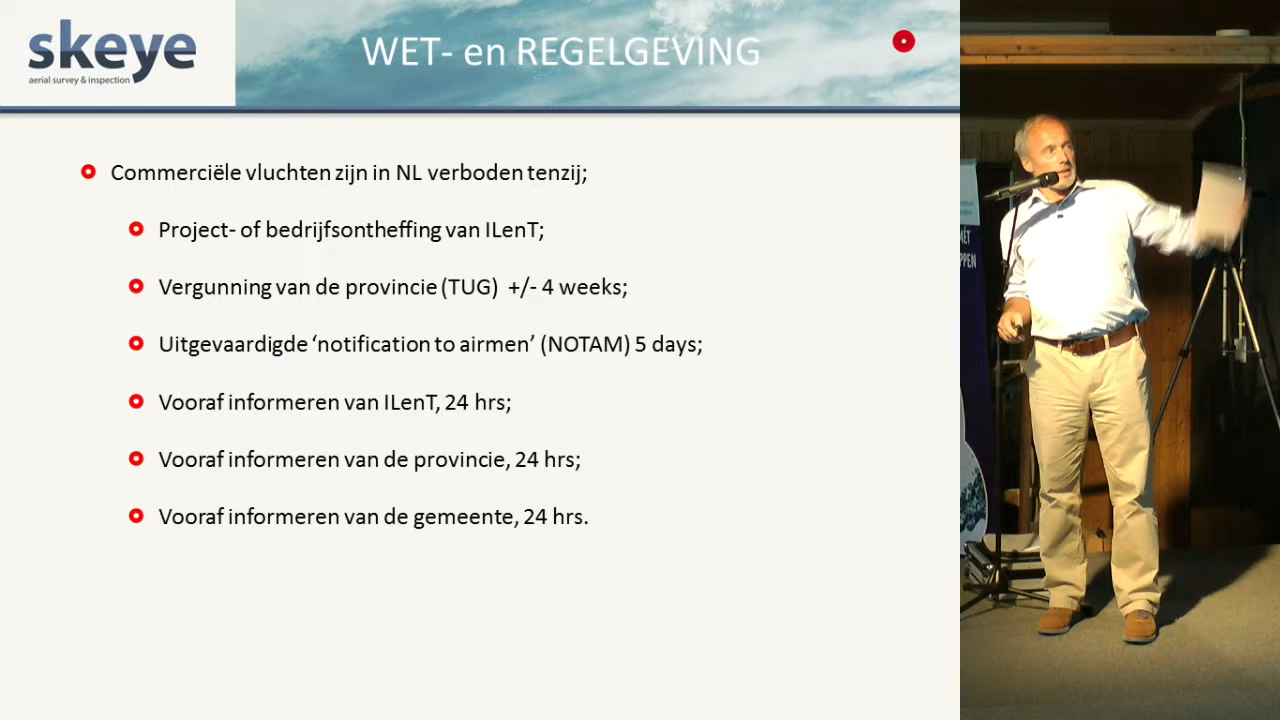 skeye
aerial survey & inspection
WET- en REGELGEVING
Commerciële vluchten zijn in NL verboden tenzij;
Project- of bedrijfsontheffing van ILenT;
Vergunning van de provincie (TUG) +/- 4 weeks;
Uitgevaardigde ‘notification to airmen’ (NOTAM) 5 days;
Vooraf informeren van ILenT, 24 hrs;
Vooraf informeren van de provincie, 24 hrs;
Vooraf informeren van de gemeente, 24 hrs.